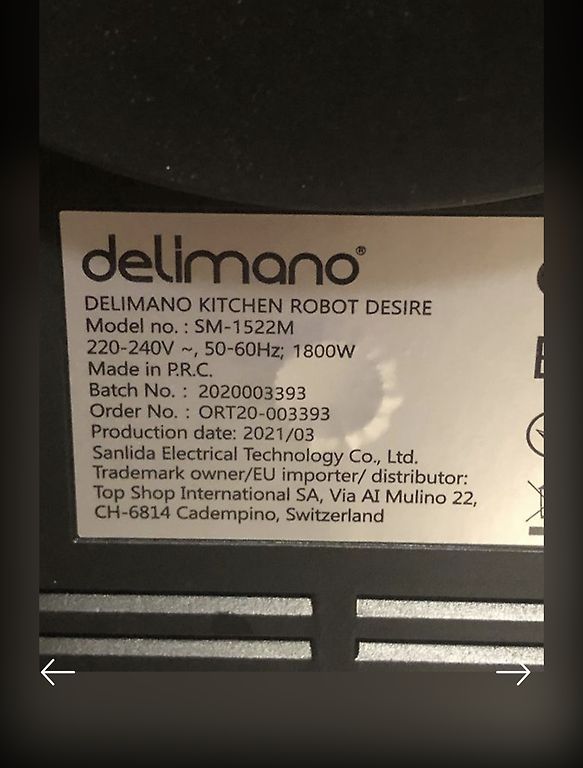 delimano®
DELIMANO KITCHEN ROBOT DESIRE
Model no. : SM-1522M
220-240V ~, 50-60Hz; 1800W
Made in P.R.C.
Batch No. : 2020003393
Order No. : ORT20-003393
Production date: 2021/03
Sanlida Electrical Technology Co., Ltd.
Trademark owner/EU importer/ distributor:
Top Shop International SA, Via AI Mulino 22,
CH-6814 Cadempino, Switzerland